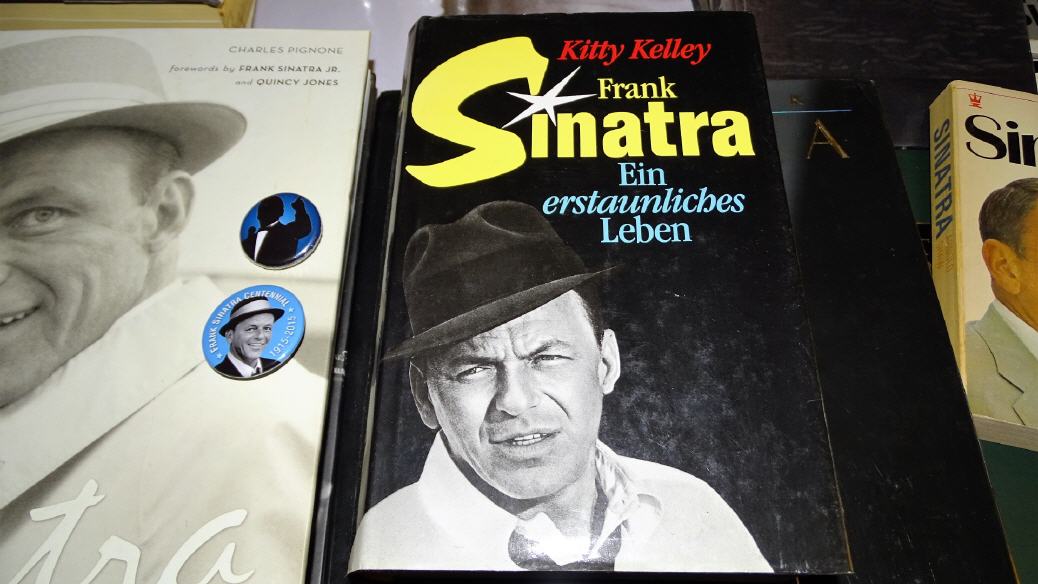 CHARLES PIGNONE
forewords by FRANK SINATRA JR.
and QUINCY JONES
FRANK SINATRA CENTENNIAL
1915-2015
tra
Kitty Kelley
Frank
Sinatra
Ein
erstaunliches
Leben
R
A
SINATRA
Sin